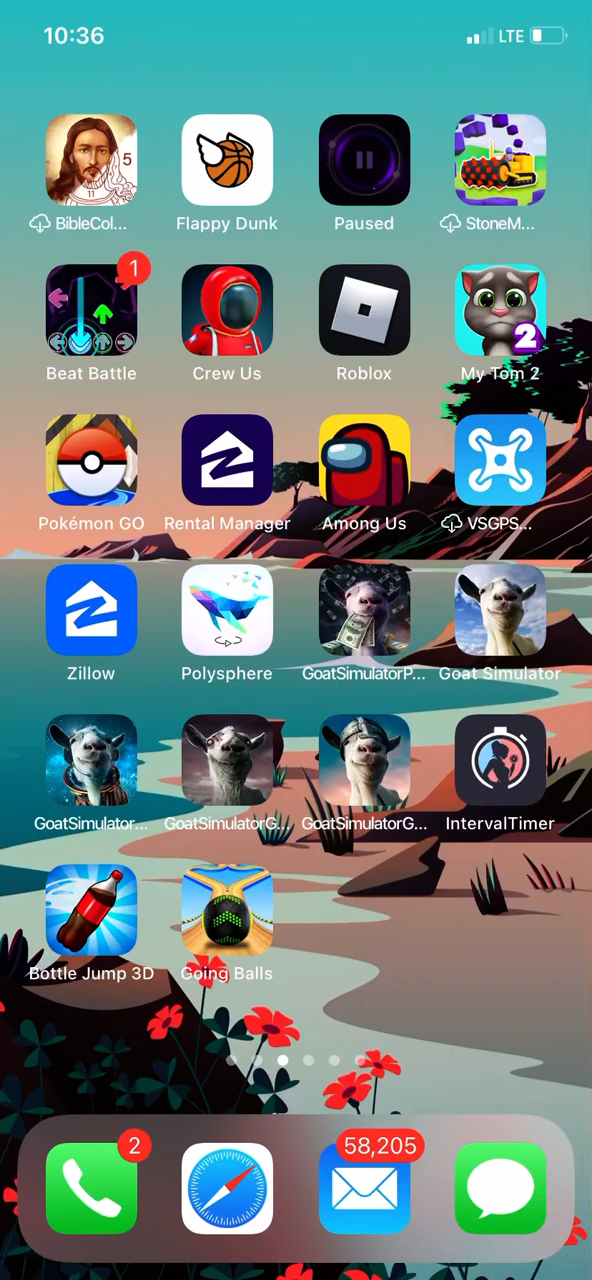 10:36 LTE
5
11
BibleCol... Flappy Dunk Paused StoneM...
1
2
Beat Battle Crew Us Roblox My Tom 2
Pokémon GO Rental Manager Among Us VSGPS...
Zillow Polysphere GoatSimulatorP... Goat Simulator
GoatSimulator... GoatSimulatorG... GoatSimulatorG... IntervalTimer
Bottle Jump 3D Going Balls
2 58,205